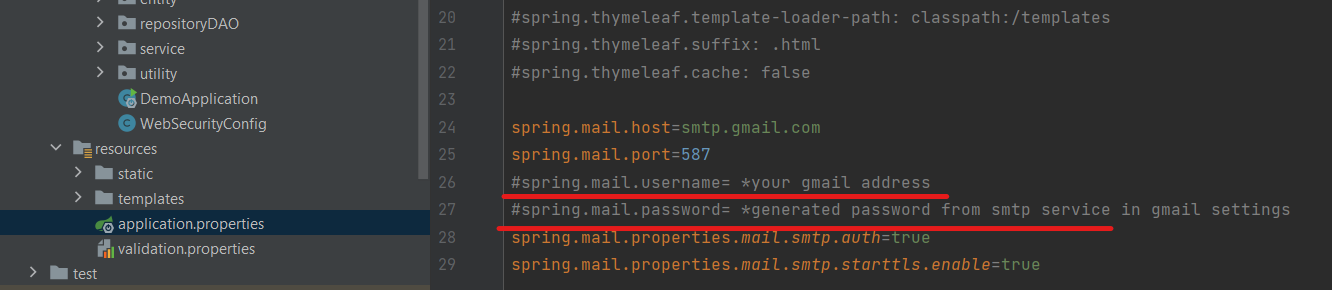 entity
repositoryDAO
service
utility
DemoApplication
WebSecurityConfig
resources
static
templates
application.properties
validation.properties
test
20 #spring.thymeleaf.template-loader-path: classpath:/templates
21 #spring.thymeleaf.suffix: .html
22 #spring.thymeleaf.cache: false
23
24 spring.mail.host=smtp.gmail.com
25 spring.mail.port=587
26 #spring.mail.username= *your gmail address
27 #spring.mail.password= *generated password from smtp service in gmail settings
28 spring.mail.properties.mail.smtp.auth=true
29 spring.mail.properties.mail.smtp.starttls.enable=true